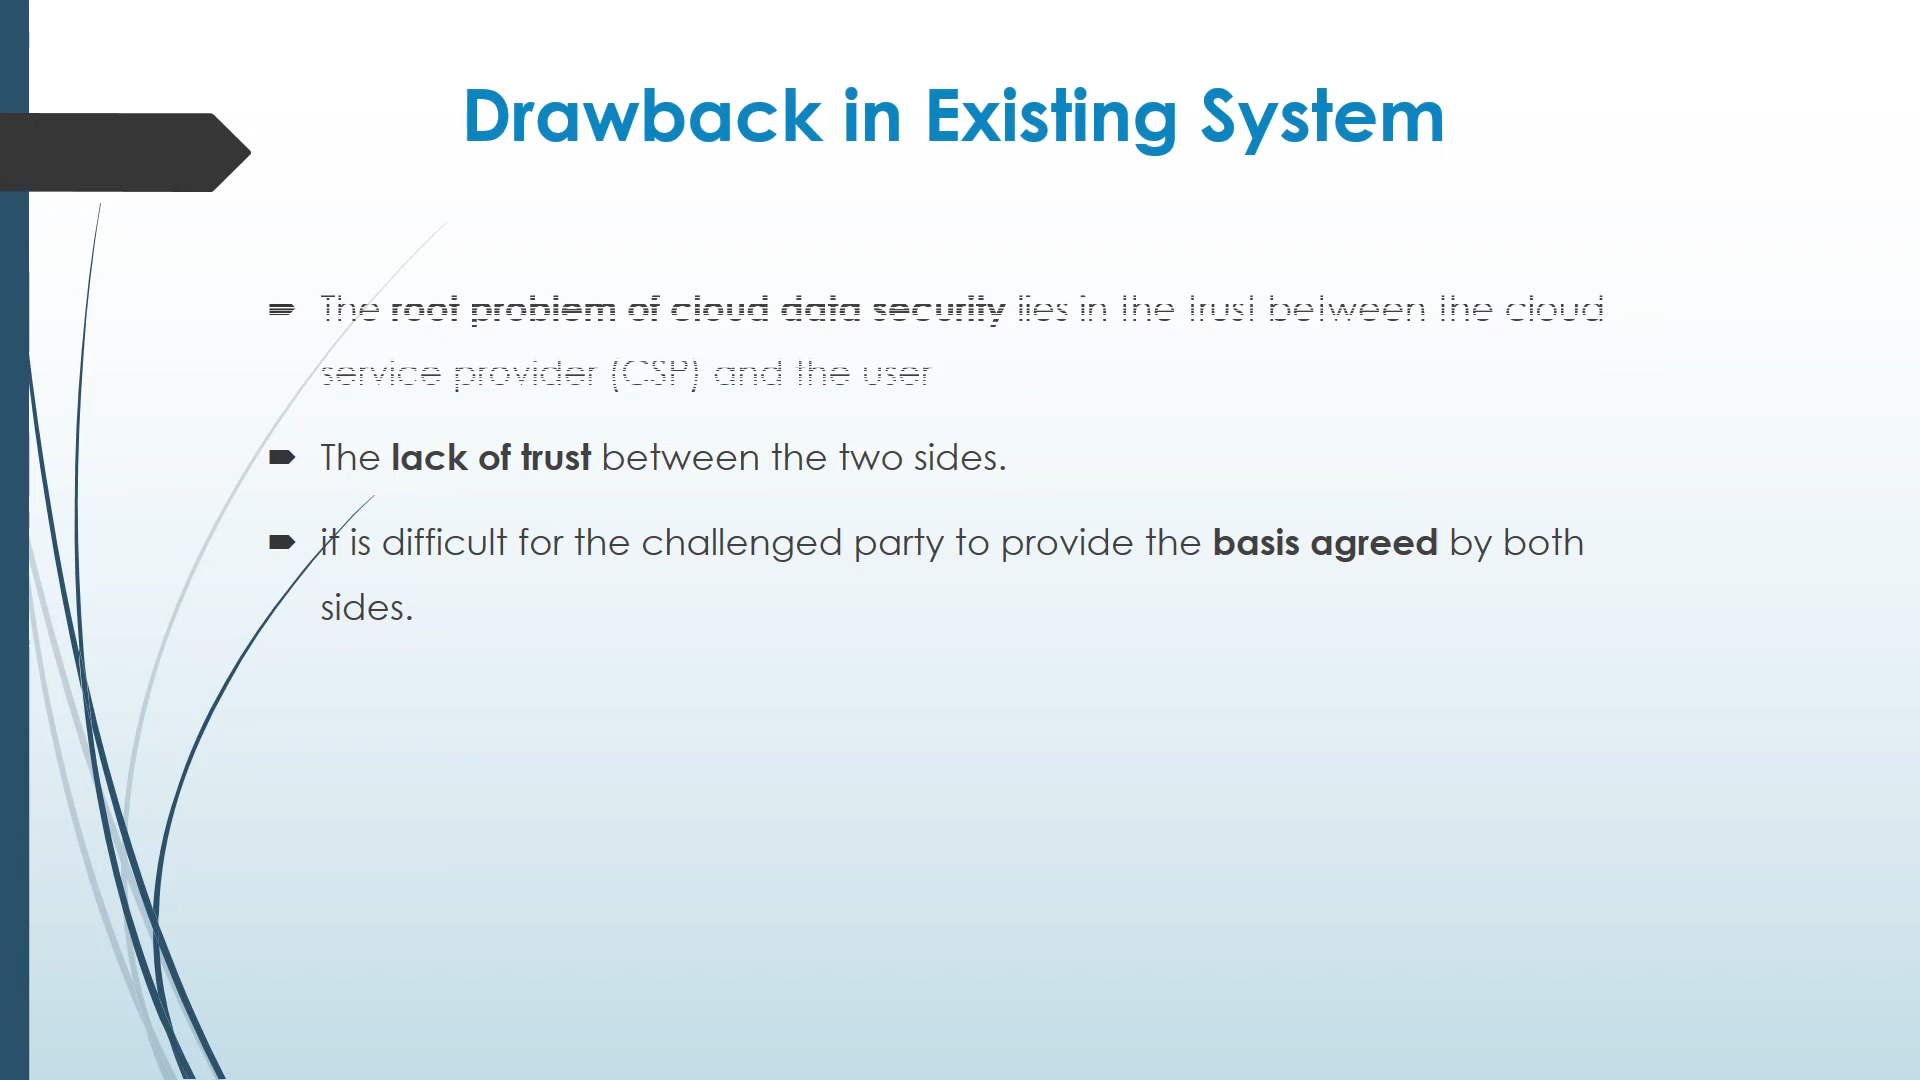 Drawback in Existing System
The root problem of cloud data security lies in the trust between the cloud
service provider (CSP) and the user
The lack of trust between the two sides.
it is difficult for the challenged party to provide the basis agreed by both
sides.